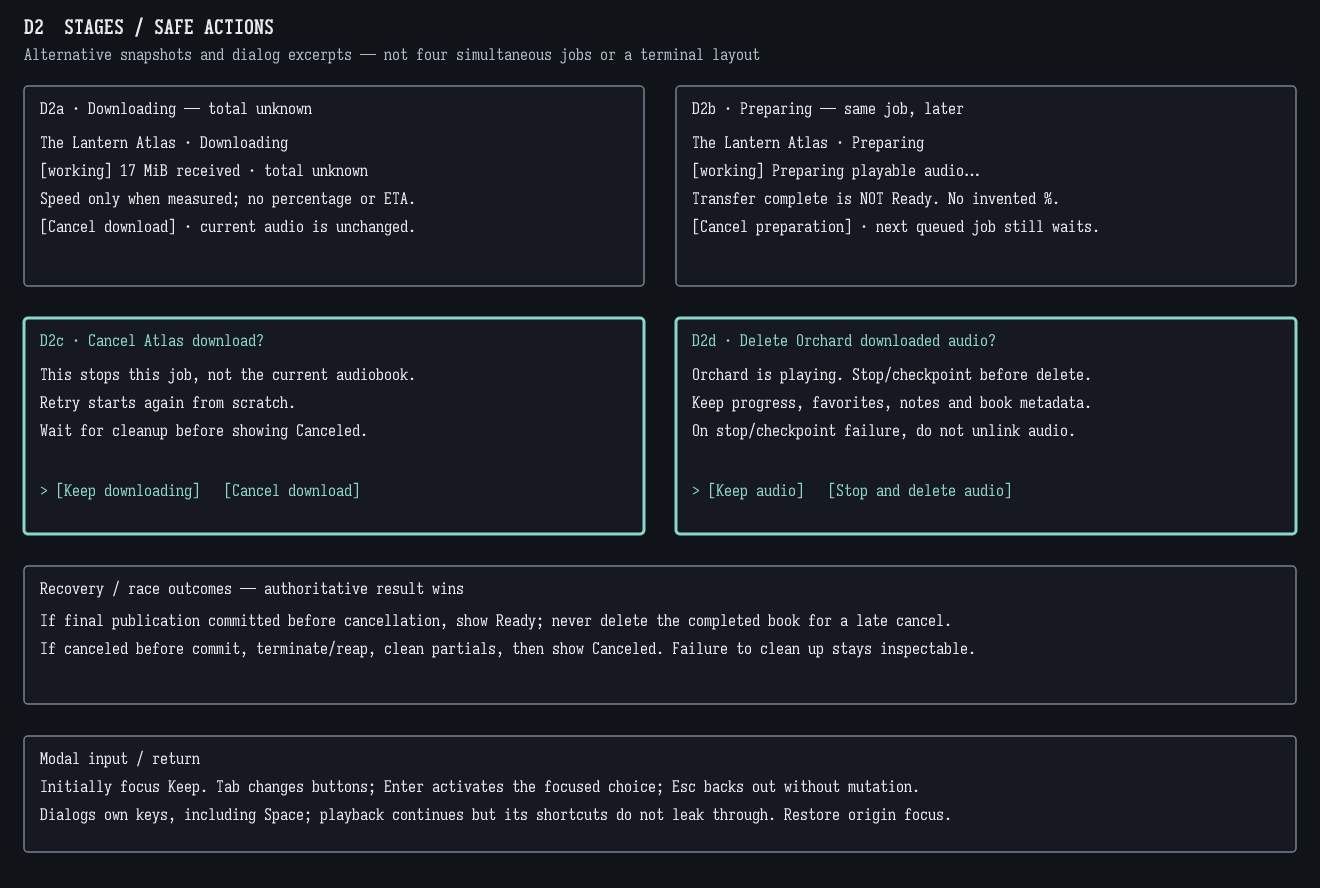 D2  STAGES / SAFE ACTIONS
Alternative snapshots and dialog excerpts — not four simultaneous jobs or a terminal layout
D2a · Downloading — total unknown
The Lantern Atlas · Downloading
[working] 17 MiB received · total unknown
Speed only when measured; no percentage or ETA.
[Cancel download] · current audio is unchanged.
D2b · Preparing — same job, later
The Lantern Atlas · Preparing
[working] Preparing playable audio...
Transfer complete is NOT Ready. No invented %.
[Cancel preparation] · next queued job still waits.
D2c · Cancel Atlas download?
This stops this job, not the current audiobook.
Retry starts again from scratch.
Wait for cleanup before showing Canceled.
> [Keep downloading]   [Cancel download]
D2d · Delete Orchard downloaded audio?
Orchard is playing. Stop/checkpoint before delete.
Keep progress, favorites, notes and book metadata.
On stop/checkpoint failure, do not unlink audio.
> [Keep audio]   [Stop and delete audio]
Recovery / race outcomes — authoritative result wins
If final publication committed before cancellation, show Ready; never delete the completed book for a late cancel.
If canceled before commit, terminate/reap, clean partials, then show Canceled. Failure to clean up stays inspectable.
Modal input / return
Initially focus Keep. Tab changes buttons; Enter activates the focused choice; Esc backs out without mutation.
Dialogs own keys, including Space; playback continues but its shortcuts do not leak through. Restore origin focus.